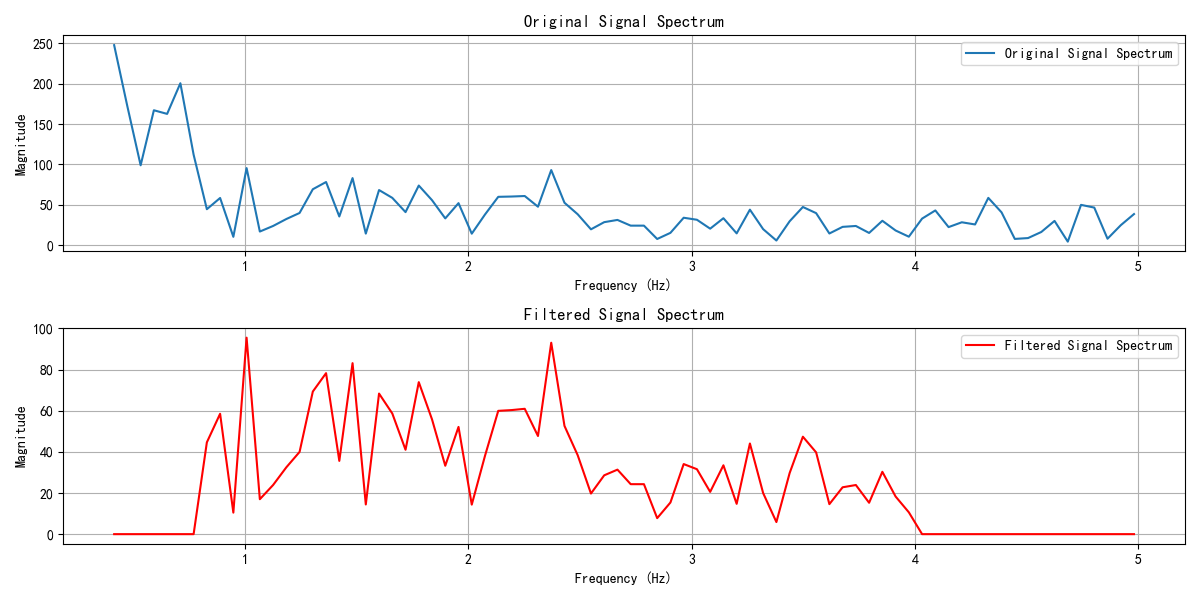 Original Signal Spectrum
250
200
150
100
50
0
Magnitude
Original Signal Spectrum
1 2 3 4 5
Frequency (Hz)
Filtered Signal Spectrum
100
80
60
40
20
0
Magnitude
Filtered Signal Spectrum
1 2 3 4 5
Frequency (Hz)